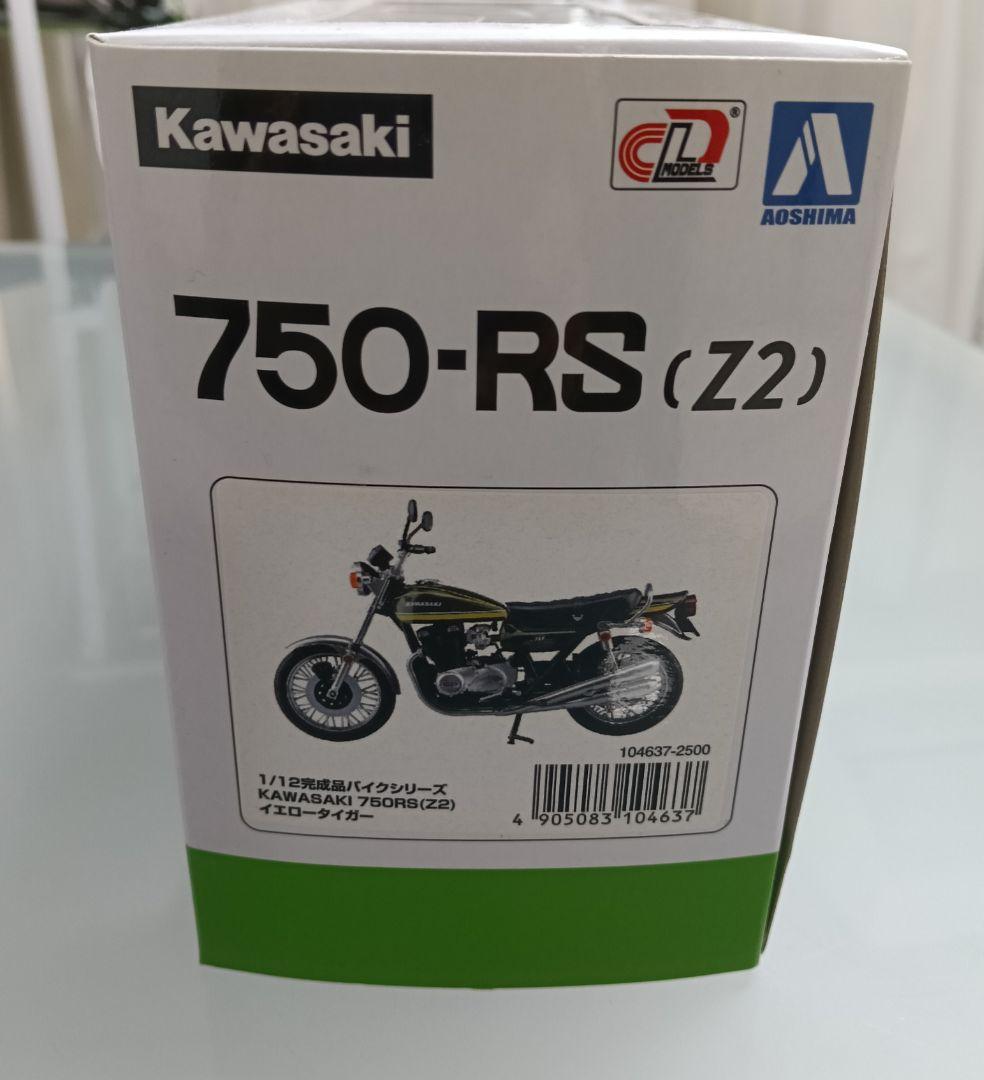 Kawasaki
CLD MODELS ®
AOSHIMA
750-RS (Z2)
KAWASAKI
104637-2500
1/12完成品バイクシリーズ
KAWASAKI 750RS(Z2)
イエロータイガー
4 905083 104637